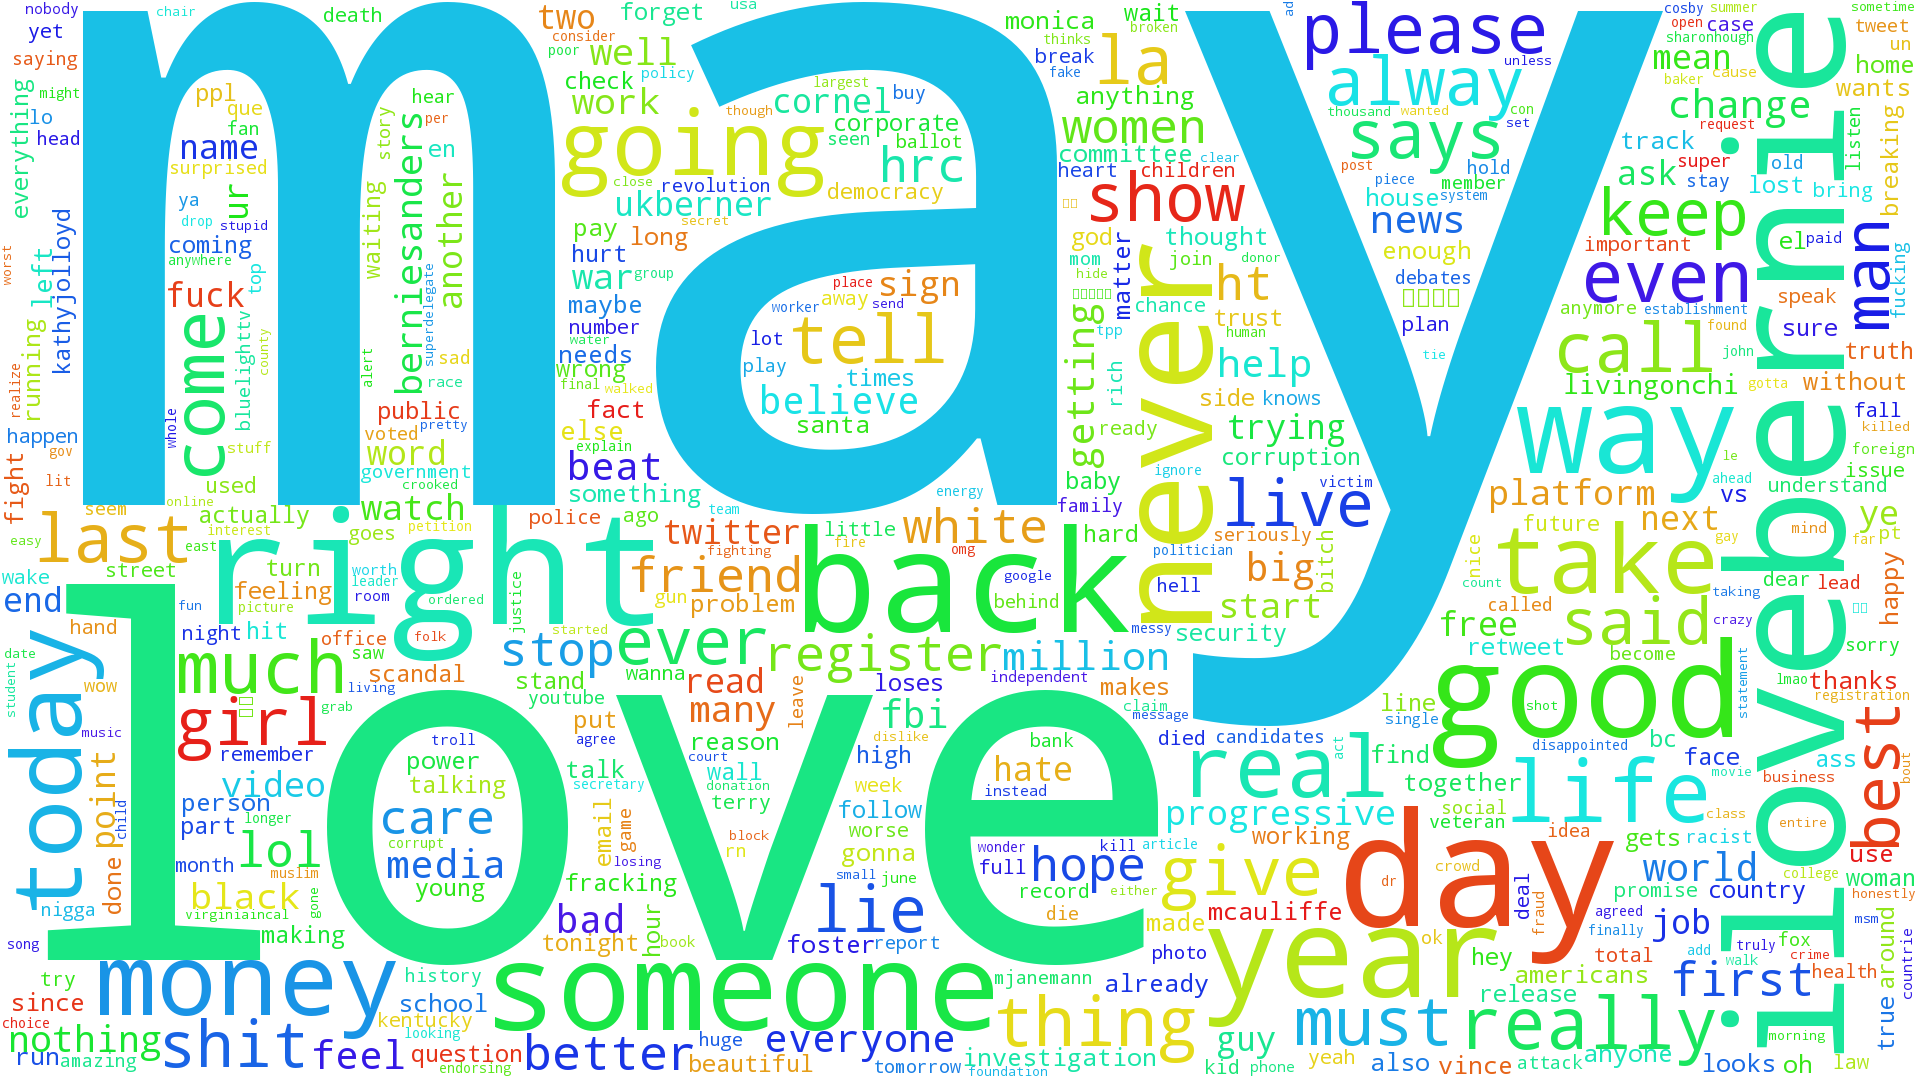 may
love
ilovebernie
right
back
never
someone
good
day
way
year
take
life
real
going
says
show
please
alway
la
keep
even
call
change
man
mean
women
hrc
cornel
work
well
two
check
forget
death
chair
usa
nobody
yet
saying
might
lo
head
everything
left
kathyjolloyd
worst
running
realize
happen
gov
lit
fight
easy
last
seem
online
used
actually
interest
east
ppl
que
fan
name
surprised
ya
ur
drop
stupid
coming
anywhere
top
fuck
come
bluelighttv
county
stuff
whole
hear
per
story
en
berniesanders
another
waiting
superdelegate
sad
alert
race
public
pretty
voted
word
government
crooked
watch
petition
goes
consider
poor
policy
though
largest
buy
corporate
seen
ballot
close
revolution
democracy
ukberner
secret
pay
long
hurt
war
group
maybe
number
water
needs
wrong
final
walked
fact
else
explain
beat
something
place
away
send
sign
worker
lot
tell
play
times
believe
santa
energy
team
police
ago
twitter
fighting
little
fire
white
omg
monica
wait
thinks
broken
break
fake
anything
committee
clear
heart
children
god
thought
mom
join
donor
hide
matter
chance
tpp
human
getting
rich
ht
trust
help
side
knows
ready
trying
ignore
corruption
baby
victim
family
live
hard
seriously
politician
big
bitch
google
hell
behind
start
messy
security
ad
unless
thousand
wanted
con
set
post
piece
hold
member
house
system
news
enough
debates
plan
tie
cosby
summer
open
case
sharonhough
sometime
tweet
un
home
baker
cause
wants
request
track
ask
super
old
stay
lost
bring
listen
breaking
important
el
paid
speak
fucking
anymore
establishment
found
sure
john
truth
livingonchi
gotta
without
fall
killed
le
foreign
ahead
issue
vs
understand
platform
next
future
mind
ye
gay
far
pt
nice
count
dear
lead
taking
happy
called
said
crazy
free
retweet
become
sorry
wake
street
turn
worth
leader
room
feeling
end
fun
picture
ordered
justice
hand
night
hit
office
folk
saw
today
date
student
wow
much
scandal
living
girl
grab
remember
music
friend
gun
problem
stop
started
ever
wanna
register
million
stand
read
loses
independent
youtube
leave
makes
claim
many
fbi
message
put
agree
reason
dislike
died
candidates
line
single
bc
statement
lmao
thanks
registration
best
disappointed
shot
face
ass
find
act
movie
business
bout
together
troll
power
talking
court
talk
secretary
wall
donation
high
week
bank
hate
instead
terry
follow
video
point
child
person
longer
part
lol
care
corrupt
media
young
email
game
block
rn
losing
worse
gonna
wonder
kill
article
full
hope
progressive
working
social
veteran
idea
gets
racist
class
entire
crowd
use
month
muslim
done
black
gone
nigga
virginiaincal
making
fracking
small
june
record
either
give
dr
world
college
woman
promise
country
honestly
bad
lie
die
made
mcauliffe
deal
fraud
agreed
job
msm
finally
song
tonight
hour
book
foster
report
photo
ok
total
add
truly
fox
walk
crime
around
countrie
try
money
history
mjanemann
already
hey
americans
first
health
since
school
release
choice
kentucky
thing
nothing
shit
looking
must
really
morning
true
run
amazing
feel
question
endorsing
better
huge
everyone
beautiful
tomorrow
investigation
foundation
guy
kid
phone
yeah
also
vince
attack
anyone
looks
oh
law